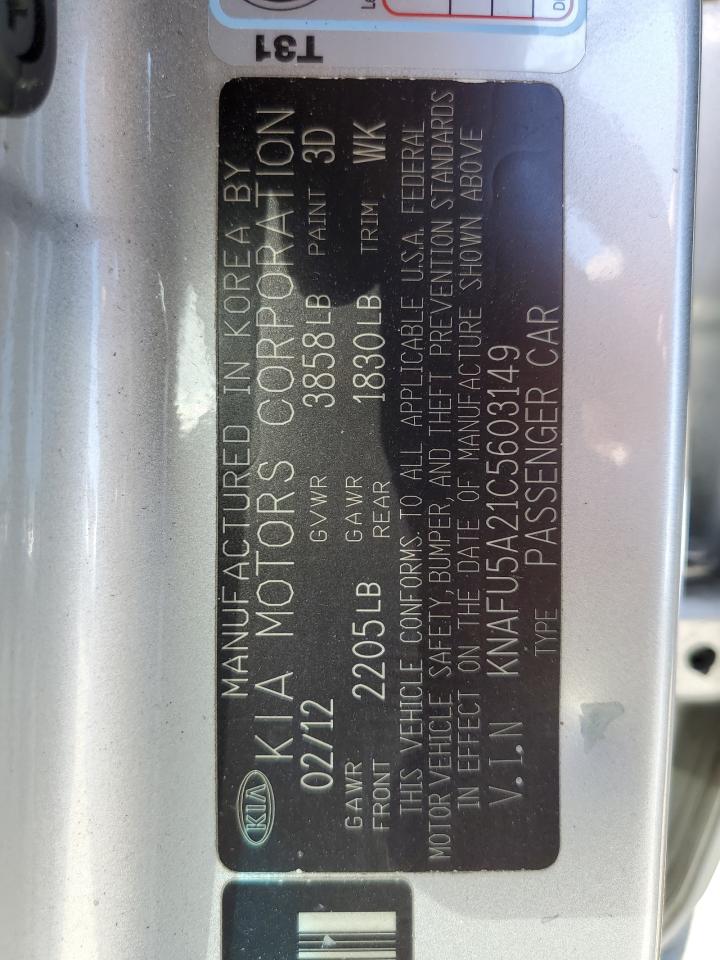 T31
MANUFACTURED IN KOREA BY
KIA KIA MOTORS CORPORATION
02/12 GVWR 3858LB PAINT 3D
GAWR FRONT 2205LB GAWR REAR 1830LB TRIM WK
THIS VEHICLE CONFORMS. TO ALL APPLICABLE U.S.A. FEDERAL
MOTOR VEHICLE SAFETY, BUMPER, AND THEFT PREVENTION STANDARDS
IN EFFECT ON THE DATE OF MANUFACTURE SHOWN ABOVE
V.I.N KNAFU5A21C5603149
TYPE PASSENGER CAR